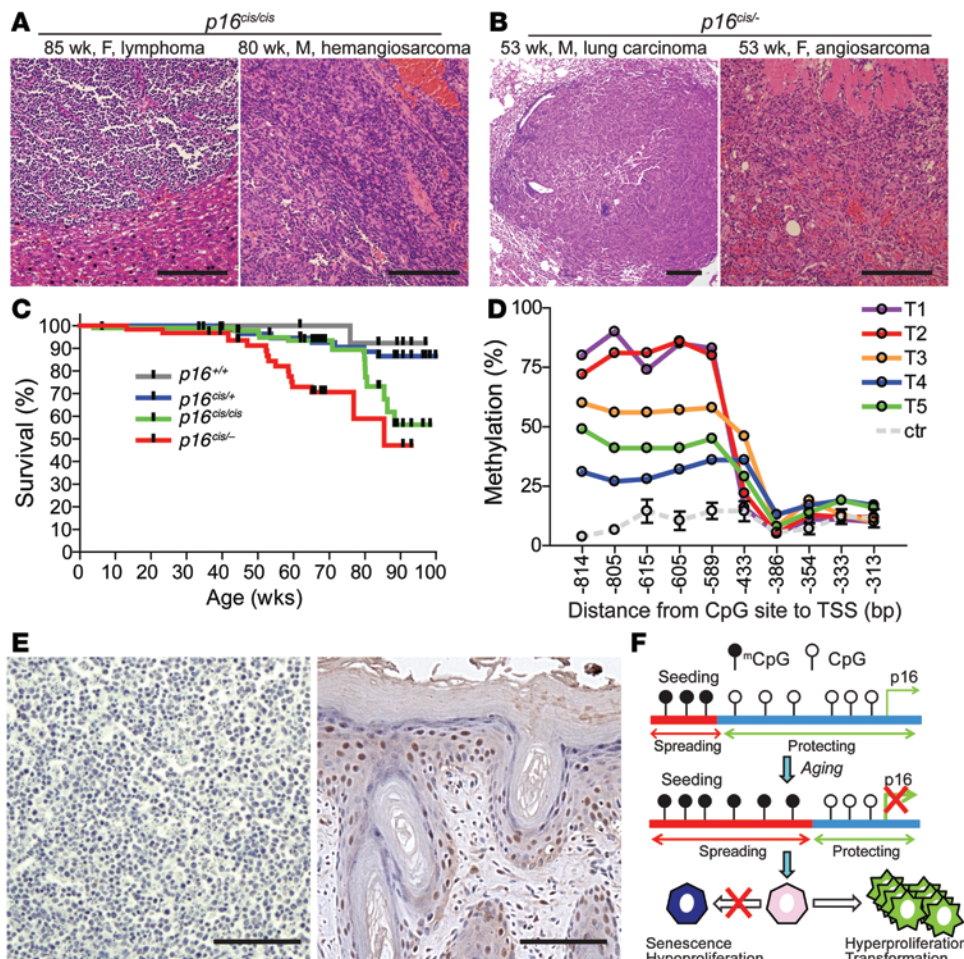 A
p16cis/cis
85 wk, F, lymphoma
80 wk, M, hemangiosarcoma
B
p16cis/-
53 wk, M, lung carcinoma
53 wk, F, angiosarcoma
C
100
90
80
70
60
50
40
30
20
10
0
Survival (%)
p16+/+
p16cis/+
p16cis/cis
p16cis/–
0 10 20 30 40 50 60 70 80 90 100
Age (wks)
D
Methylation (%)
100
75
50
25
0
T1
T2
T3
T4
T5
ctr
-814 -805 -615 -605 -589 -433 -386 -354 -333 -313
Distance from CpG site to TSS (bp)
E
F
mCpG CpG
Seeding p16
Spreading Protecting
Aging
Seeding p16
Spreading Protecting
Senescence Hyperproliferation
Hypoproliferation Transformation